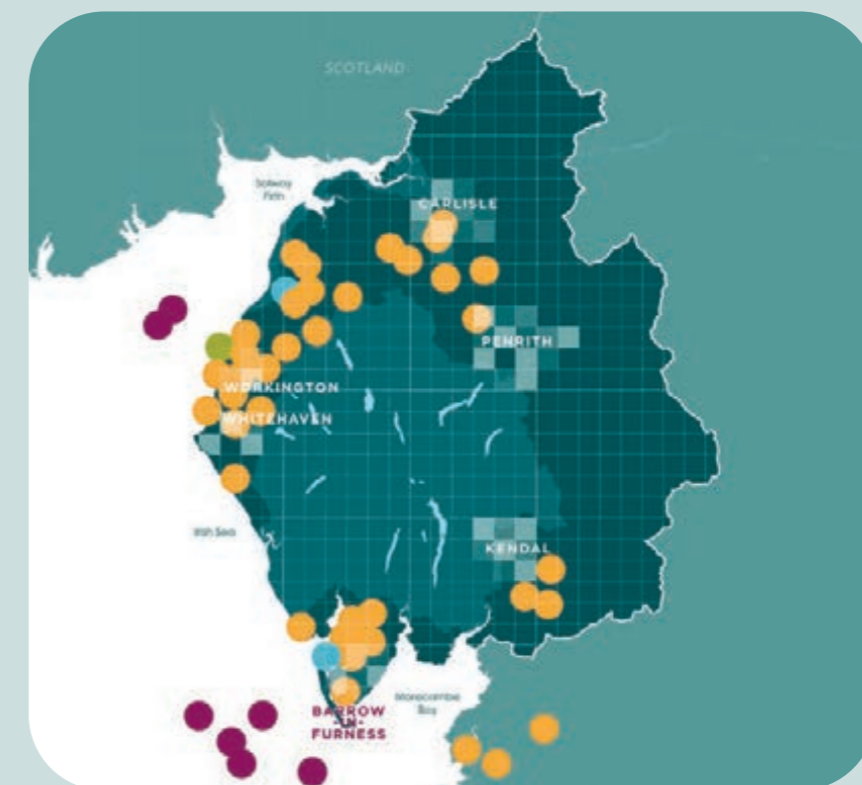 SCOTLAND
Solway
Firth
CARLISLE
PENRITH
WORKINGTON
WHITEHAVEN
Irish Sea
KENDAL
Morecambe
Bay
BARROW
-IN-
FURNESS